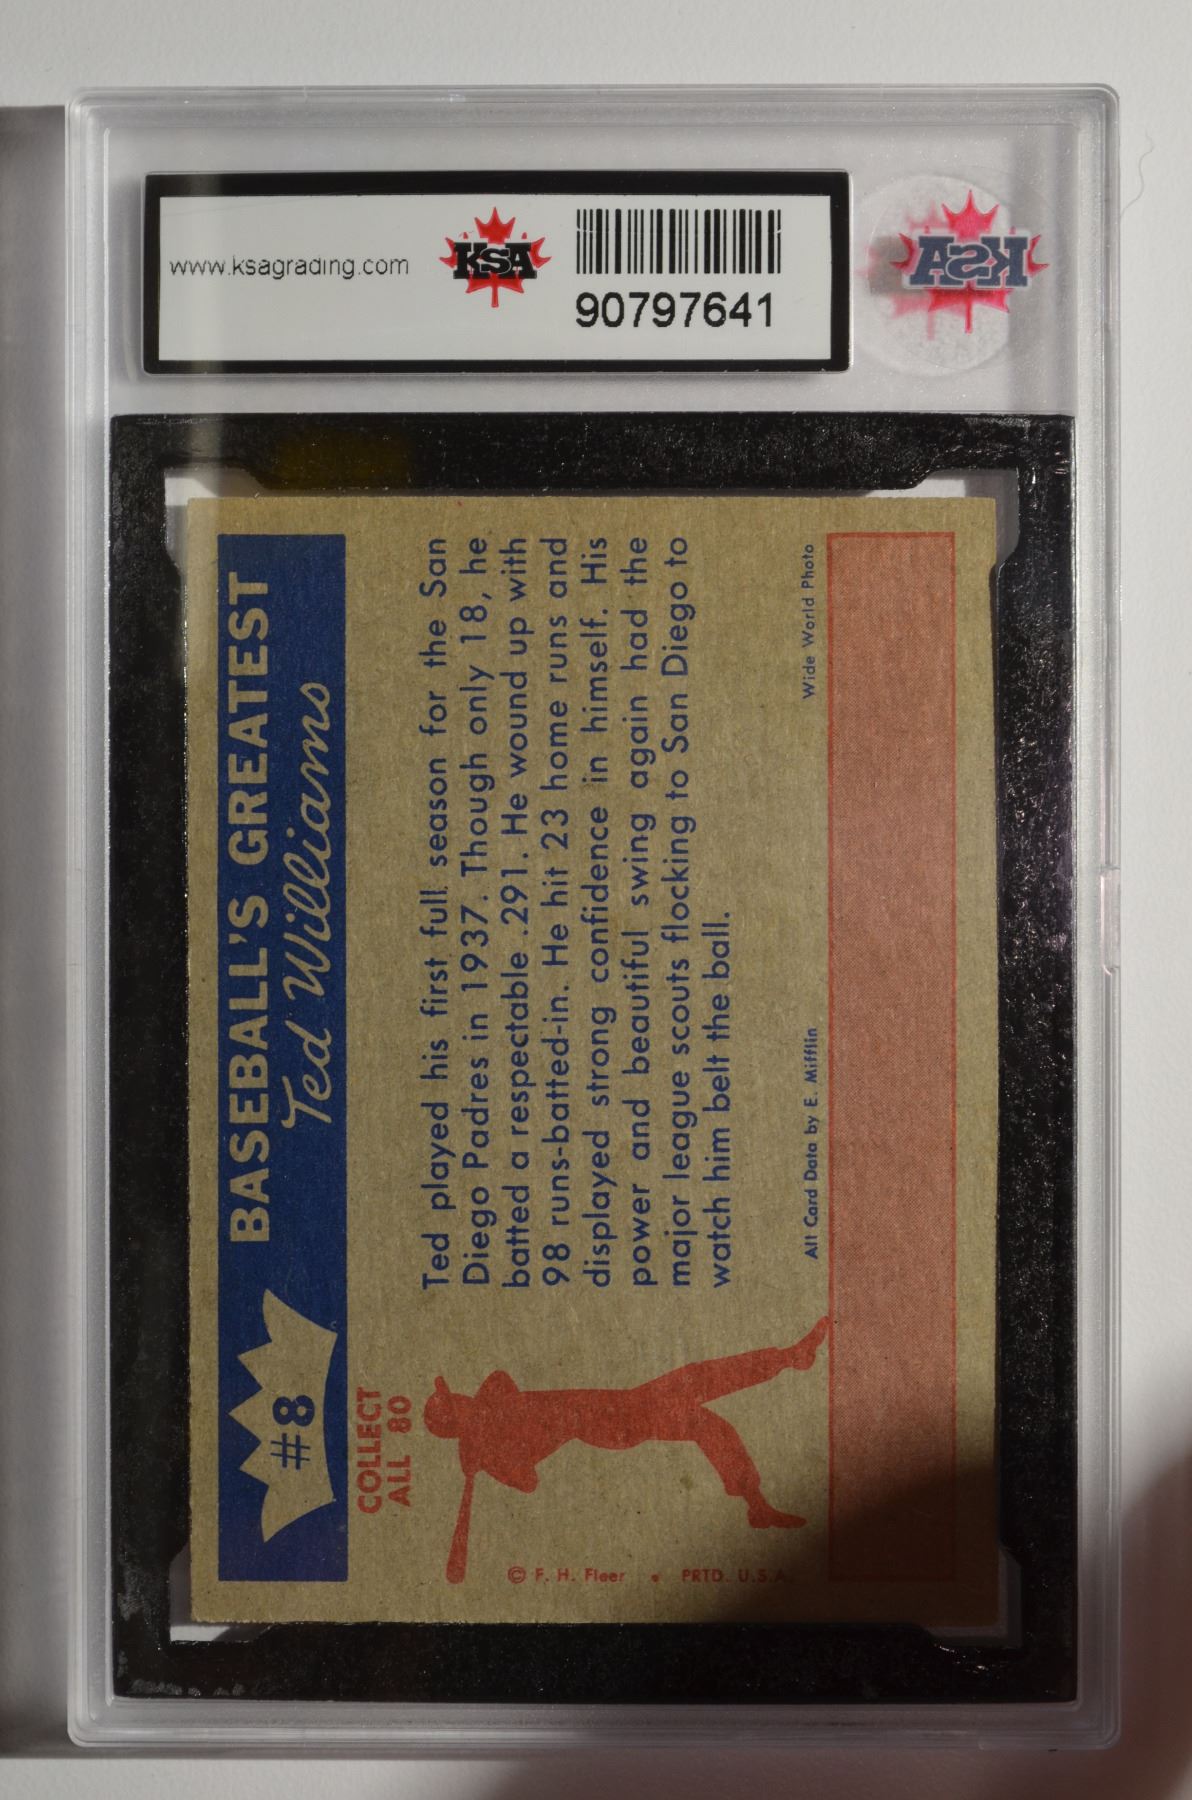 www.ksagrading.com
KSA
90797641
KSA
#8
BASEBALL'S GREATEST
Ted Williams
COLLECT
ALL 80
Ted played his first full season for the San
Diego Padres in 1937. Though only 18, he
batted a respectable .291. He wound up with
98 runs-batted-in. He hit 23 home runs and
displayed strong confidence in himself. His
power and beautiful swing again had the
major league scouts flocking to San Diego to
watch him belt the ball.
All Card Data by E. Mifflin
Wide World Photo
© F. H. Fleer • PRTD. U.S.A.